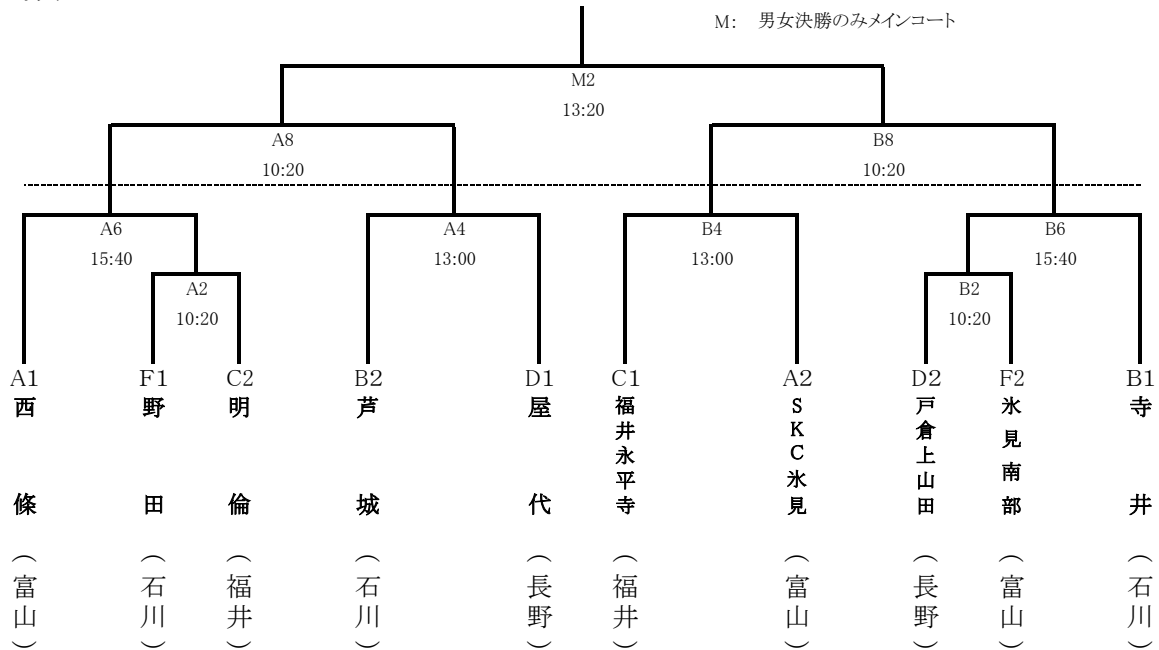 M: 男女決勝のみメインコート
M2
13:20
A8
B8
10:20
10:20
A6
A4
B4
B6
15:40
13:00
13:00
15:40
A2
B2
10:20
10:20
A1
F1
C2
B2
D1
C1
A2
D2
F2
B1
西條
野田
明倫
芦城
屋代
福井永平寺
SKC氷見
戸倉上山田
氷見南部
寺井
（富山）
（石川）
（福井）
（石川）
（長野）
（福井）
（富山）
（長野）
（富山）
（石川）